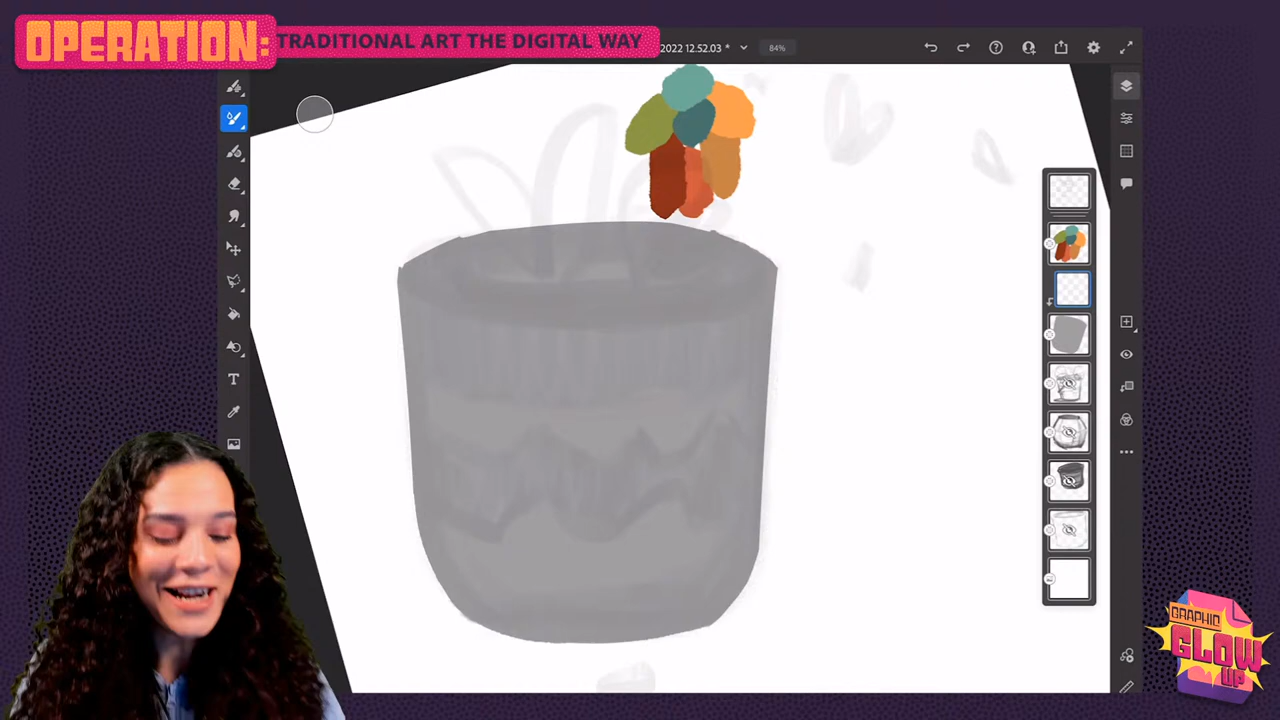 OPERATION:
TRADITIONAL ART THE DIGITAL WAY
2022 12.52.03 *
84%
T
GRAPHIC
GLOW
UP